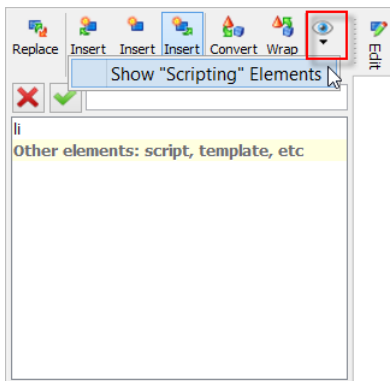 Replace Insert Insert Insert Convert Wrap
Edit
Show "Scripting" Elements
li
Other elements: script, template, etc